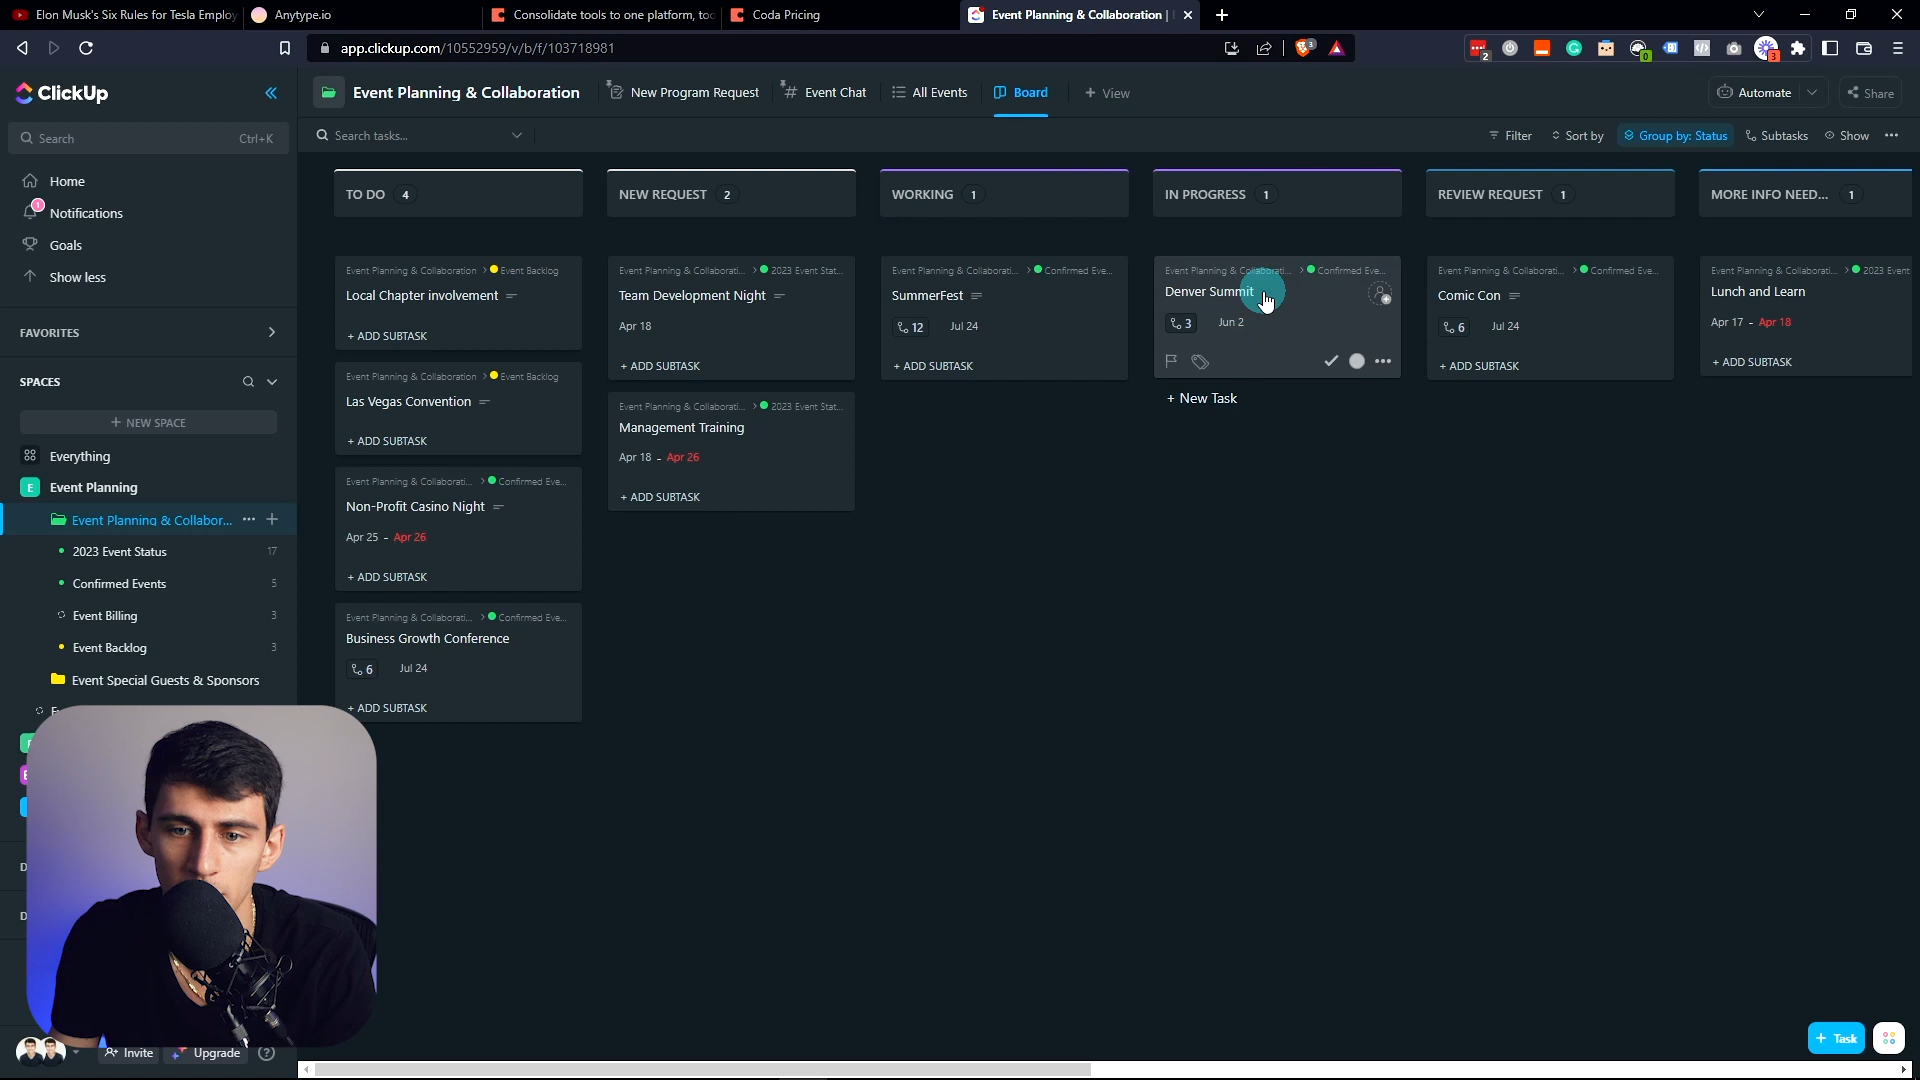 Elon Musk's Six Rules for Tesla Employ
Anytype.io
Consolidate tools to one platform, too
Coda Pricing
Event Planning & Collaboration |
app.clickup.com/10552959/v/b/f/103718981
ClickUp
Event Planning & Collaboration
New Program Request
Event Chat
All Events
Board
+ View
Automate
Share
Search
Ctrl+K
Search tasks...
Filter
Sort by
Group by: Status
Subtasks
Show
Home
Notifications
Goals
Show less
FAVORITES
SPACES
+ NEW SPACE
Everything
E Event Planning
Event Planning & Collabor...
2023 Event Status 17
Confirmed Events 5
Event Billing 3
Event Backlog 3
Event Special Guests & Sponsors
TO DO 4
Event Planning & Collaboration > Event Backlog
Local Chapter involvement
+ ADD SUBTASK
Event Planning & Collaboration > Event Backlog
Las Vegas Convention
+ ADD SUBTASK
Event Planning & Collaborati... > Confirmed Eve...
Non-Profit Casino Night
Apr 25 - Apr 26
+ ADD SUBTASK
Event Planning & Collaborati... > Confirmed Eve...
Business Growth Conference
6 Jul 24
+ ADD SUBTASK
NEW REQUEST 2
Event Planning & Collaborati... > 2023 Event Stat...
Team Development Night
Apr 18
+ ADD SUBTASK
Event Planning & Collaborati... > 2023 Event Stat...
Management Training
Apr 18 - Apr 26
+ ADD SUBTASK
WORKING 1
Event Planning & Collaborati... > Confirmed Eve...
SummerFest
12 Jul 24
+ ADD SUBTASK
IN PROGRESS 1
Event Planning & Collaborati... > Confirmed Eve...
Denver Summit
3 Jun 2
+ New Task
REVIEW REQUEST 1
Event Planning & Collaborati... > Confirmed Eve...
Comic Con
6 Jul 24
+ ADD SUBTASK
MORE INFO NEED... 1
Event Planning & Collaborati... > 2023 Event
Lunch and Learn
Apr 17 - Apr 18
+ ADD SUBTASK
Invite
Upgrade
+ Task